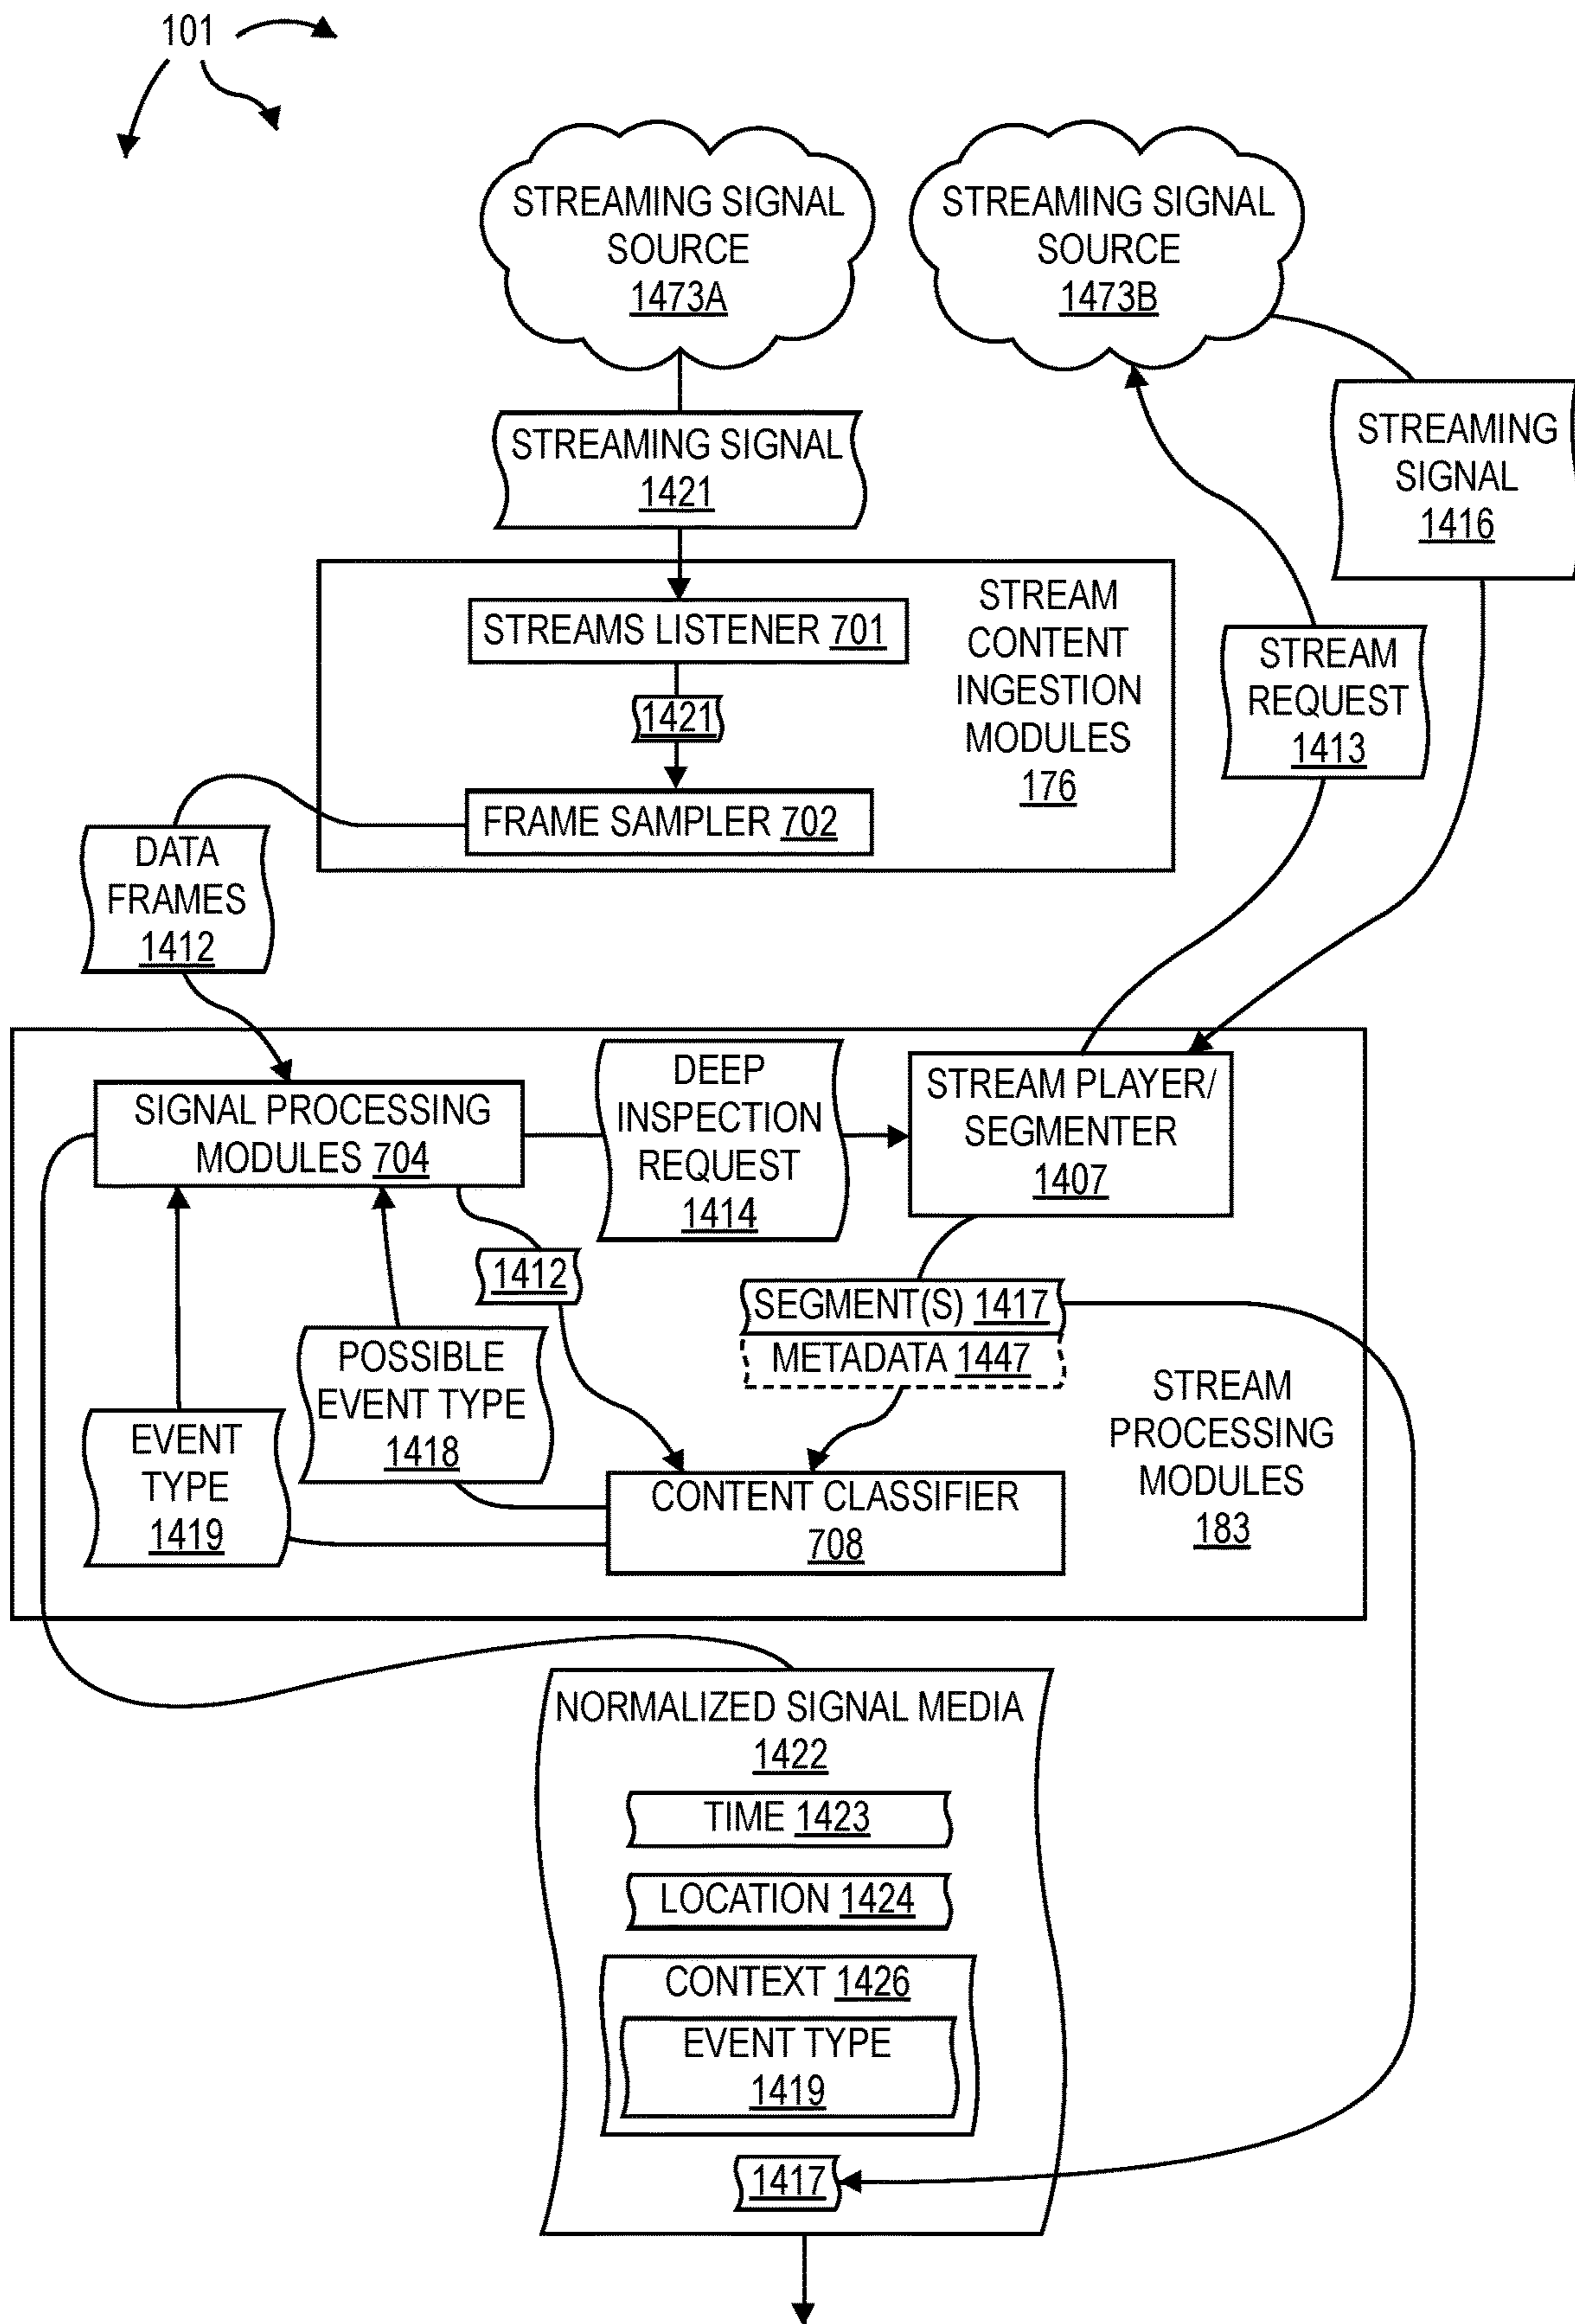 101
STREAMING SIGNAL
SOURCE
1473A
STREAMING SIGNAL
SOURCE
1473B
STREAMING SIGNAL
1421
STREAMING
SIGNAL
1416
STREAM
CONTENT
INGESTION
MODULES
176
STREAMS LISTENER 701
1421
FRAME SAMPLER 702
STREAM
REQUEST
1413
DATA
FRAMES
1412
SIGNAL PROCESSING
MODULES 704
DEEP
INSPECTION
REQUEST
1414
STREAM PLAYER/
SEGMENTER
1407
1412
SEGMENT(S) 1417
METADATA 1447
POSSIBLE
EVENT TYPE
1418
EVENT
TYPE
1419
CONTENT CLASSIFIER
708
STREAM
PROCESSING
MODULES
183
NORMALIZED SIGNAL MEDIA
1422
TIME 1423
LOCATION 1424
CONTEXT 1426
EVENT TYPE
1419
1417